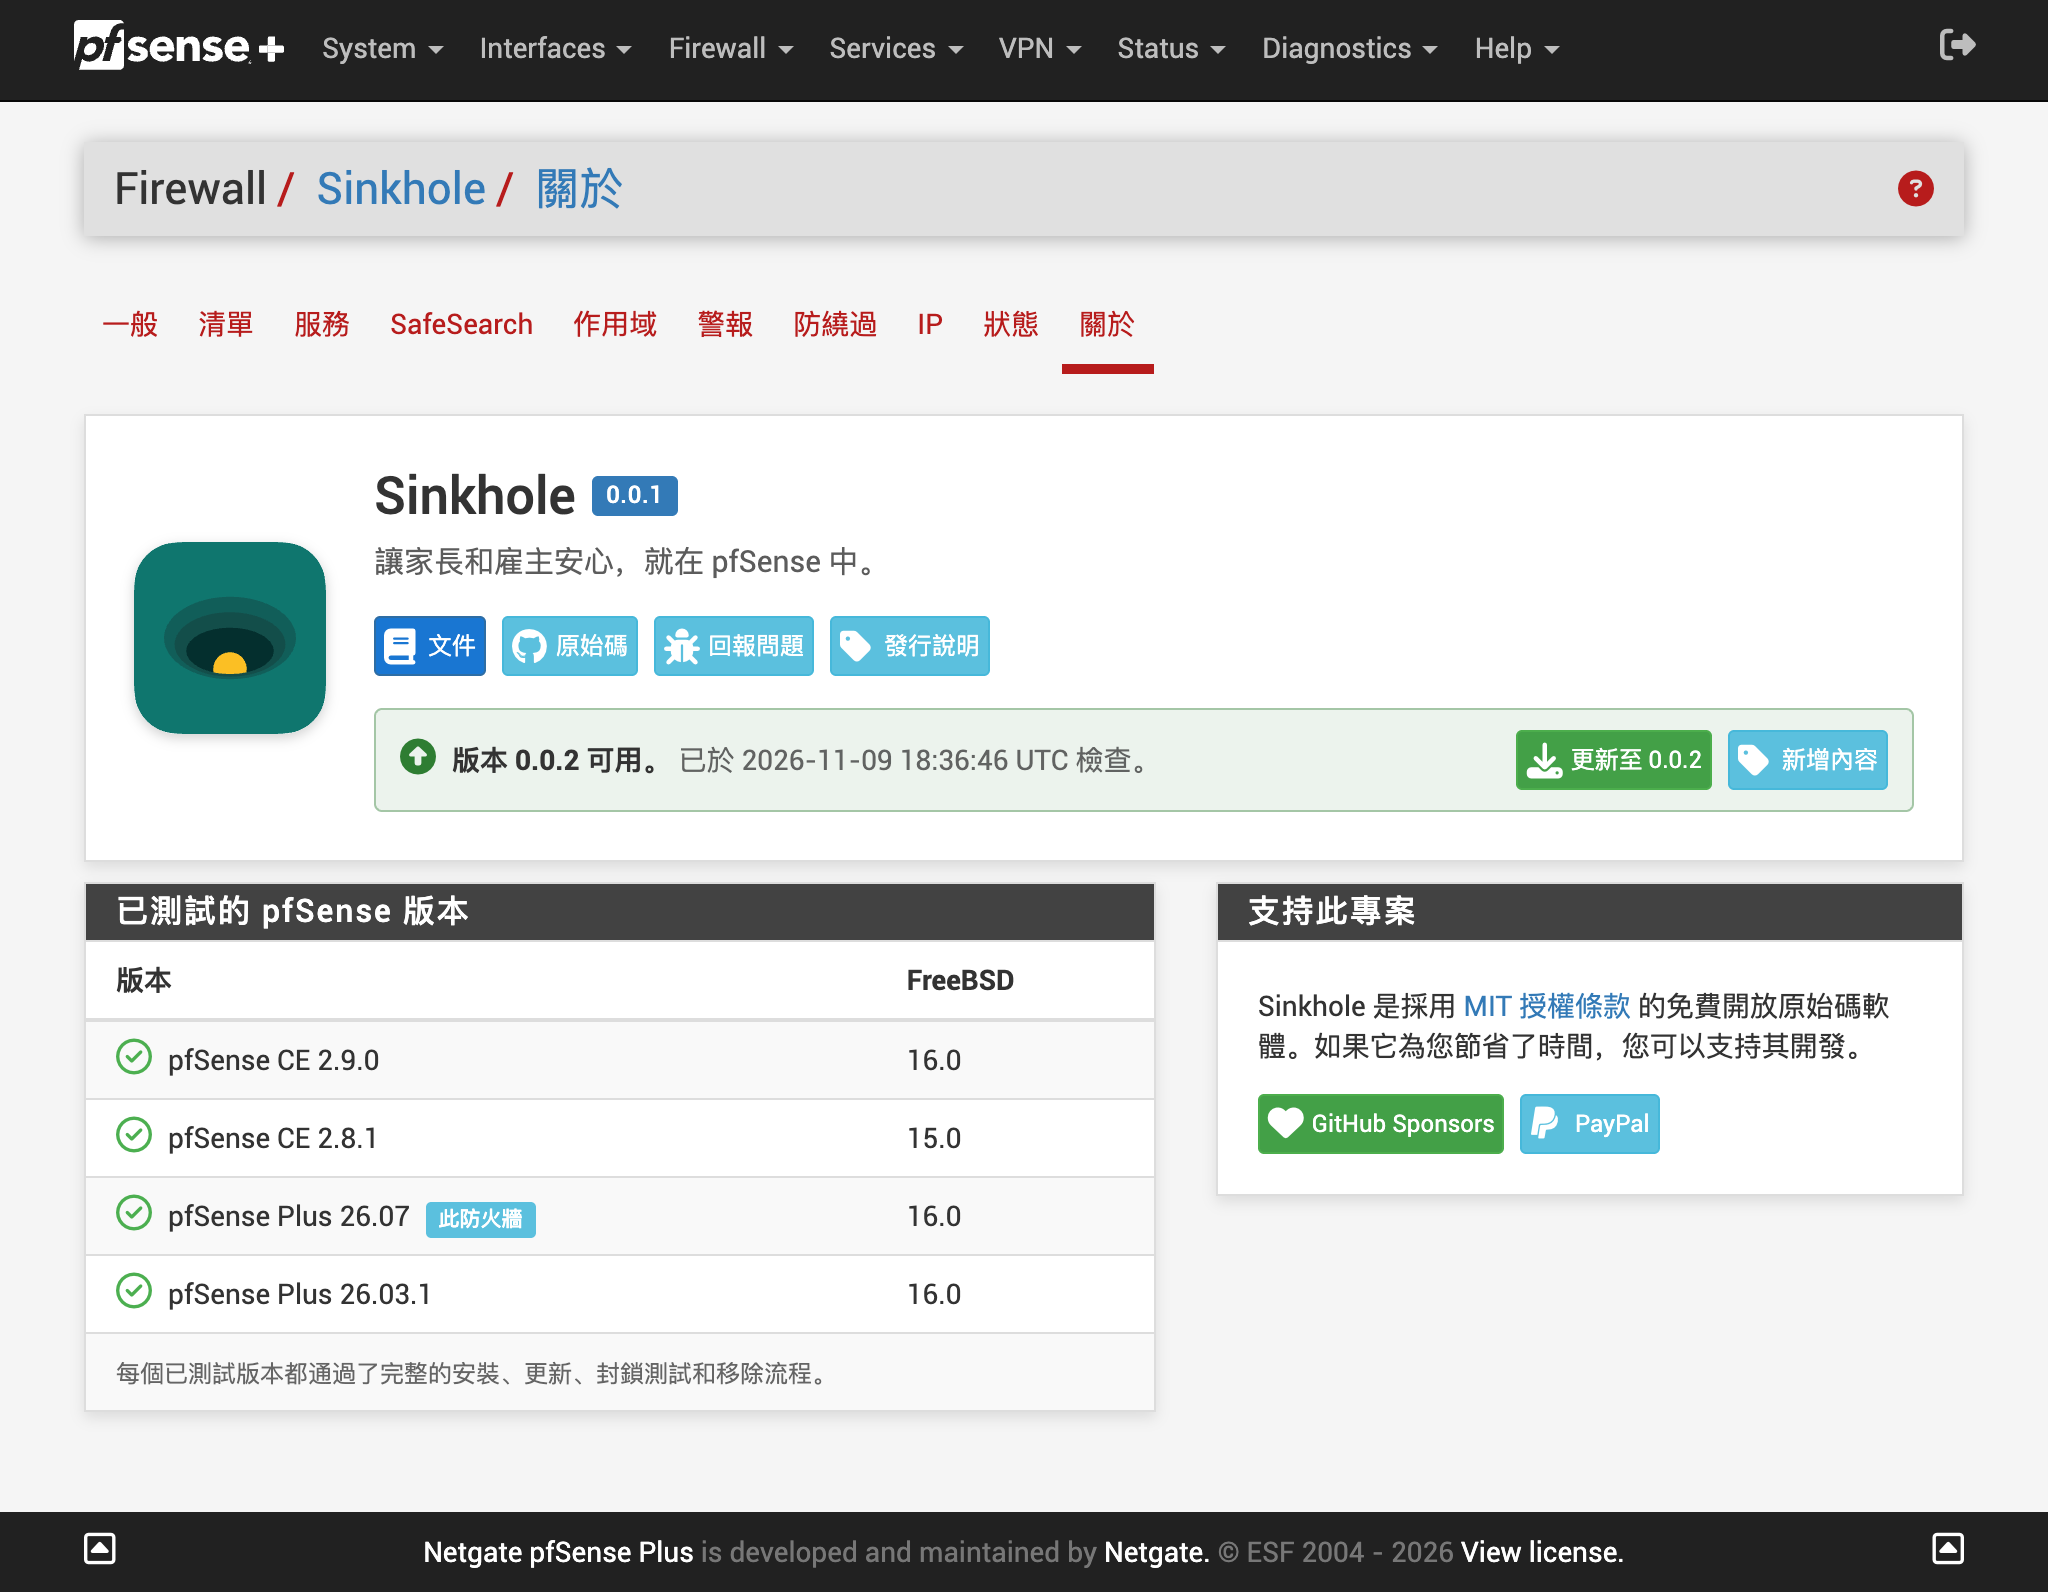 pfsense +
System
Interfaces
Firewall
Services
VPN
Status
Diagnostics
Help
Firewall / Sinkhole / 關於
?
一般
清單
服務
SafeSearch
作用域
警報
防繞過
IP
狀態
關於
Sinkhole 0.0.1
讓家長和雇主安心，就在 pfSense 中。
文件
原始碼
回報問題
發行說明
版本 0.0.2 可用。 已於 2026-11-09 18:36:46 UTC 檢查。
更新至 0.0.2
新增內容
已測試的 pfSense 版本
版本 FreeBSD
pfSense CE 2.9.0 16.0
pfSense CE 2.8.1 15.0
pfSense Plus 26.07 此防火牆 16.0
pfSense Plus 26.03.1 16.0
每個已測試版本都通過了完整的安裝、更新、封鎖測試和移除流程。
支持此專案
Sinkhole 是採用 MIT 授權條款 的免費開放原始碼軟
體。如果它為您節省了時間，您可以支持其開發。
GitHub Sponsors
PayPal
Netgate pfSense Plus is developed and maintained by Netgate. © ESF 2004 - 2026 View license.